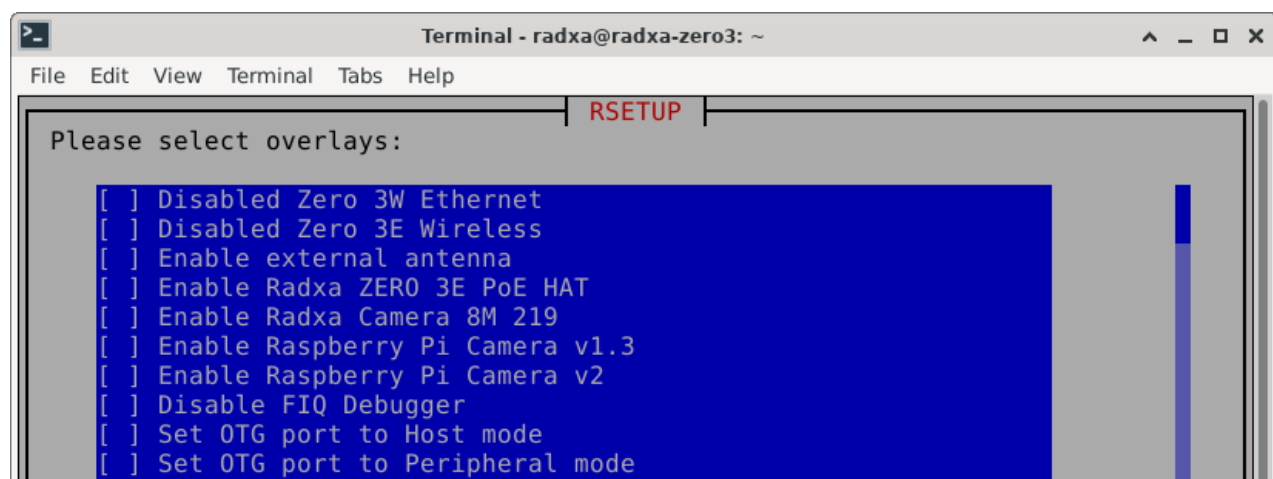 Terminal - radxa@radxa-zero3: ~
File Edit View Terminal Tabs Help
RSETUP
Please select overlays:
[ ] Disabled Zero 3W Ethernet
[ ] Disabled Zero 3E Wireless
[ ] Enable external antenna
[ ] Enable Radxa ZERO 3E PoE HAT
[ ] Enable Radxa Camera 8M 219
[ ] Enable Raspberry Pi Camera v1.3
[ ] Enable Raspberry Pi Camera v2
[ ] Disable FIQ Debugger
[ ] Set OTG port to Host mode
[ ] Set OTG port to Peripheral mode